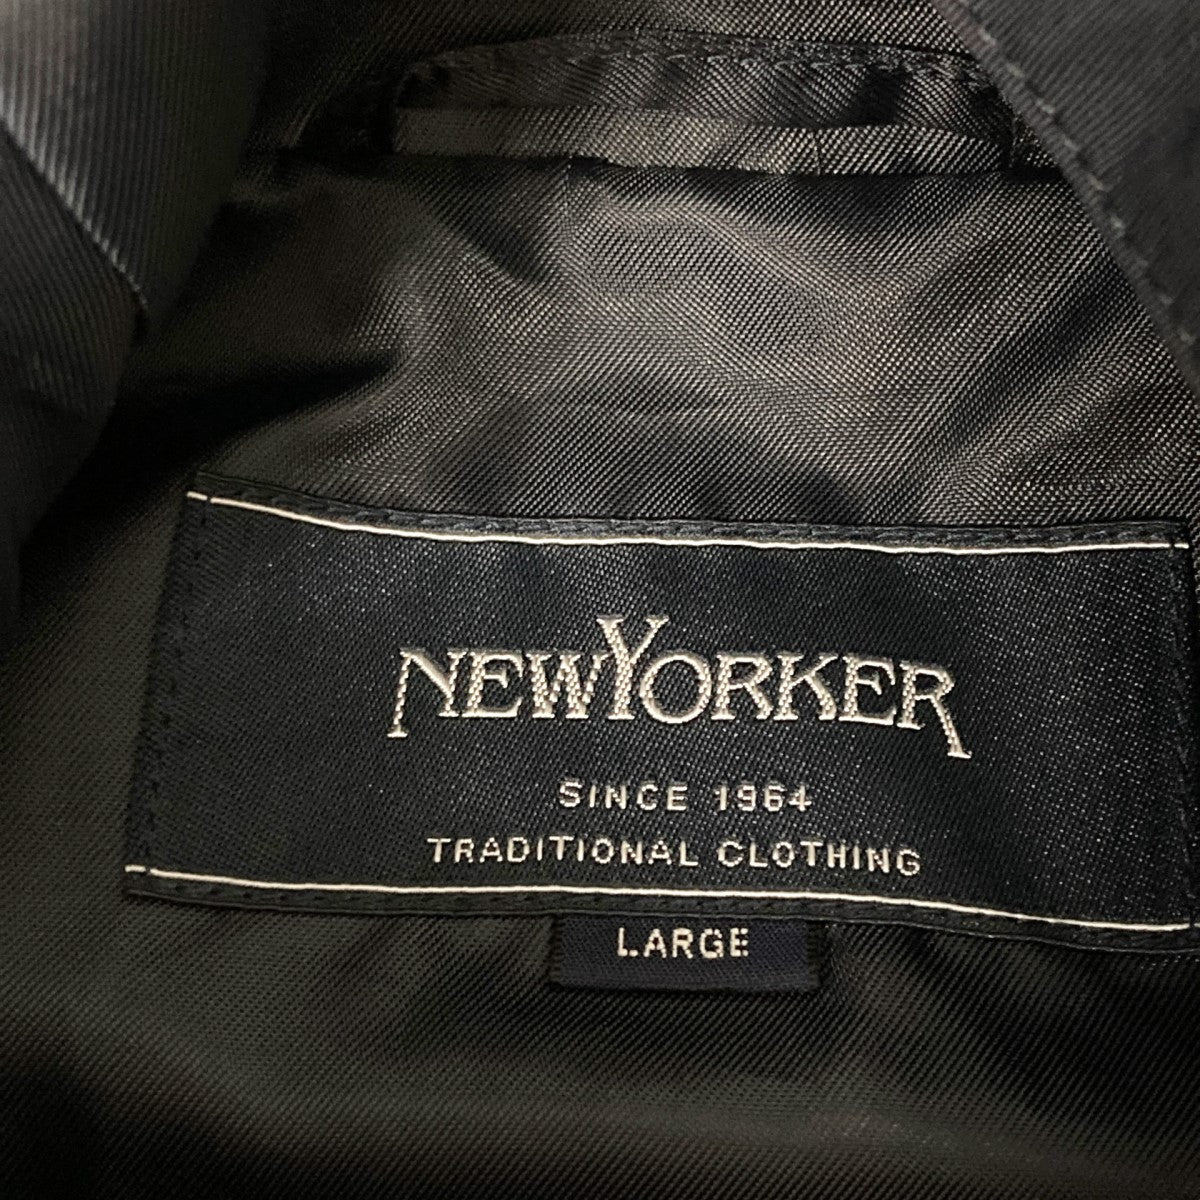 NEWYORKER
SINCE 1964
TRADITIONAL CLOTHING
LARGE